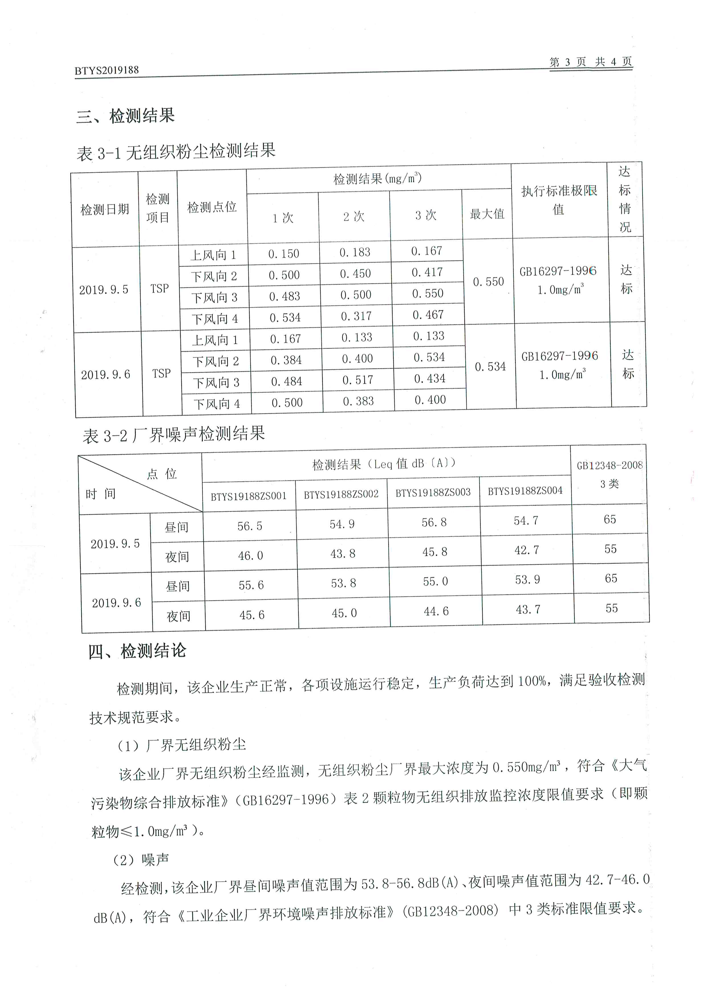 BTYS2019188 第 3 页 共 4 页
三、检测结果
表 3-1 无组织粉尘检测结果
检测日期 检测项目 检测点位 检测结果(mg/m³) 执行标准极限值 达标情况
1 次 2 次 3 次 最大值
2019.9.5 TSP 上风向 1 0.150 0.183 0.167 0.550 GB16297-1996 1.0mg/m³ 达标
下风向 2 0.500 0.450 0.417
下风向 3 0.483 0.500 0.550
下风向 4 0.534 0.317 0.467
2019.9.6 TSP 上风向 1 0.167 0.133 0.133 0.534 GB16297-1996 1.0mg/m³ 达标
下风向 2 0.384 0.400 0.534
下风向 3 0.484 0.517 0.434
下风向 4 0.500 0.383 0.400
表 3-2 厂界噪声检测结果
点 位 时 间 检测结果（Leq 值 dB〔A〕） GB12348-2008 3 类
BTYS19188ZS001 BTYS19188ZS002 BTYS19188ZS003 BTYS19188ZS004
2019.9.5 昼间 56.5 54.9 56.8 54.7 65
夜间 46.0 43.8 45.8 42.7 55
2019.9.6 昼间 55.6 53.8 55.0 53.9 65
夜间 45.6 45.0 44.6 43.7 55
四、检测结论
检测期间，该企业生产正常，各项设施运行稳定，生产负荷达到 100%，满足验收检测
技术规范要求。
（1）厂界无组织粉尘
该企业厂界无组织粉尘经监测，无组织粉尘厂界最大浓度为 0.550mg/m³，符合《大气
污染物综合排放标准》（GB16297-1996）表 2 颗粒物无组织排放监控浓度限值要求（即颗
粒物≤1.0mg/m³）。
（2）噪声
经检测，该企业厂界昼间噪声值范围为 53.8-56.8dB(A)、夜间噪声值范围为 42.7-46.0
dB(A)，符合《工业企业厂界环境噪声排放标准》(GB12348-2008) 中 3 类标准限值要求。